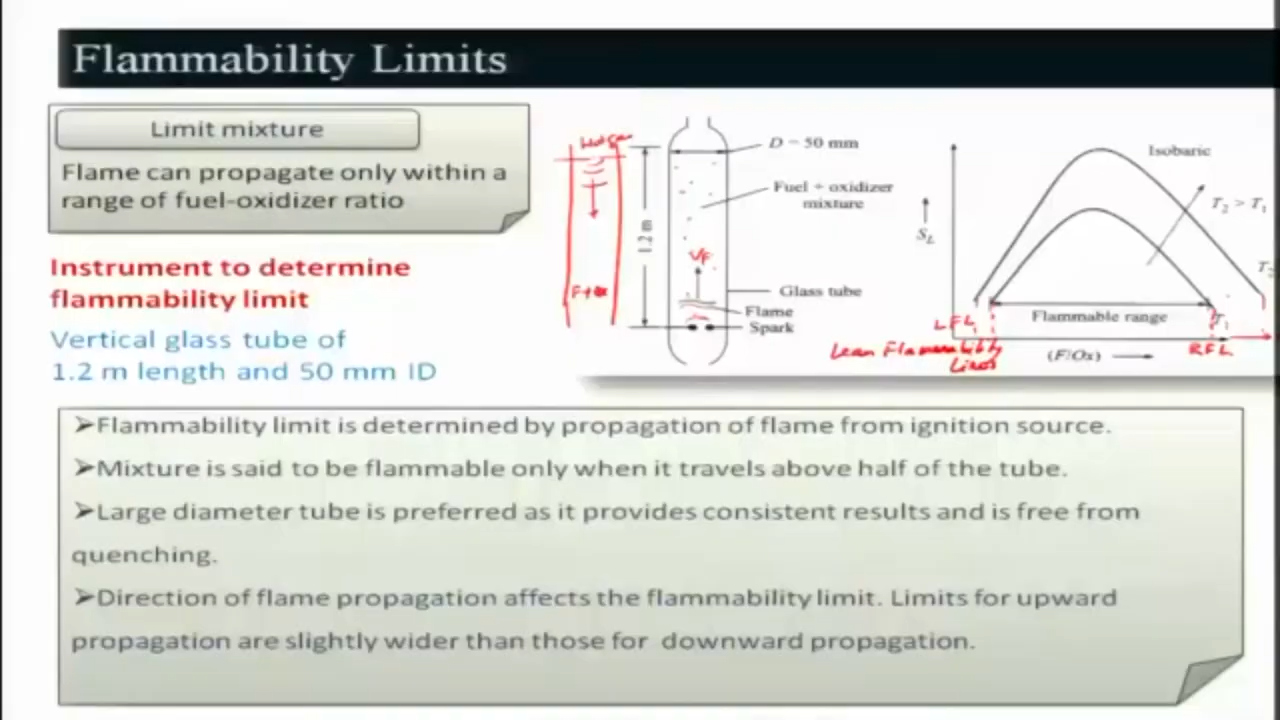 Flammability Limits
Limit mixture
Flame can propagate only within a
range of fuel-oxidizer ratio
Instrument to determine
flammability limit
Vertical glass tube of
1.2 m length and 50 mm ID
Hot gas
F+Ox
1.2 m
D = 50 mm
Fuel + oxidizer
mixture
VF
Glass tube
Flame
Spark
Isobaric
T2 > T1
SL
T2
T1
Flammable range
LFL
RFL
Lean Flammability
Limit
(F/Ox)
➢Flammability limit is determined by propagation of flame from ignition source.
➢Mixture is said to be flammable only when it travels above half of the tube.
➢Large diameter tube is preferred as it provides consistent results and is free from
quenching.
➢Direction of flame propagation affects the flammability limit. Limits for upward
propagation are slightly wider than those for downward propagation.